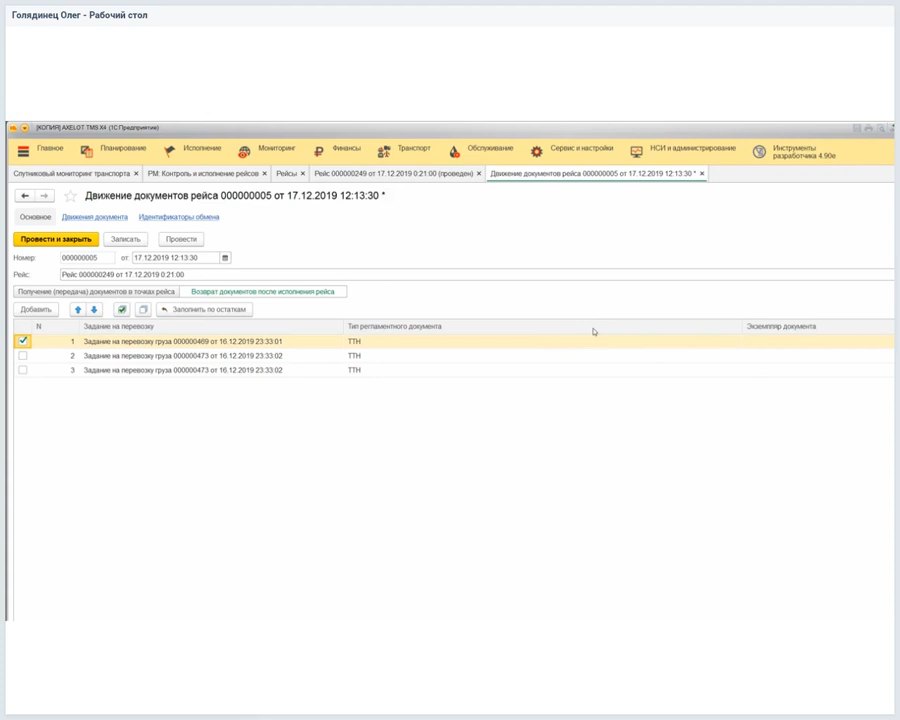 Голядинец Олег - Рабочий стол
[КОПИЯ] AXELOT TMS X4 (1С:Предприятие)
Главное Планирование Исполнение Мониторинг Финансы Транспорт Обслуживание Сервис и настройки НСИ и администрирование Инструменты разработчика 4.90e
Спутниковый мониторинг транспорта × РМ: Контроль и исполнение рейсов × Рейсы × Рейс 000000249 от 17.12.2019 0:21:00 (проведен) × Движение документов рейса 000000005 от 17.12.2019 12:13:30 * ×
Движение документов рейса 000000005 от 17.12.2019 12:13:30 *
Основное Движения документа Идентификаторы обмена
Провести и закрыть Записать Провести
Номер: 000000005 от: 17.12.2019 12:13:30
Рейс: Рейс 000000249 от 17.12.2019 0:21:00
Получение (передача) документов в точках рейса Возврат документов после исполнения рейса
Добавить Заполнить по остаткам
N Задание на перевозку Тип регламентного документа Экземпляр документа
1 Задание на перевозку груза 000000469 от 16.12.2019 23:33:01 ТТН
2 Задание на перевозку груза 000000473 от 16.12.2019 23:33:02 ТТН
3 Задание на перевозку груза 000000473 от 16.12.2019 23:33:02 ТТН